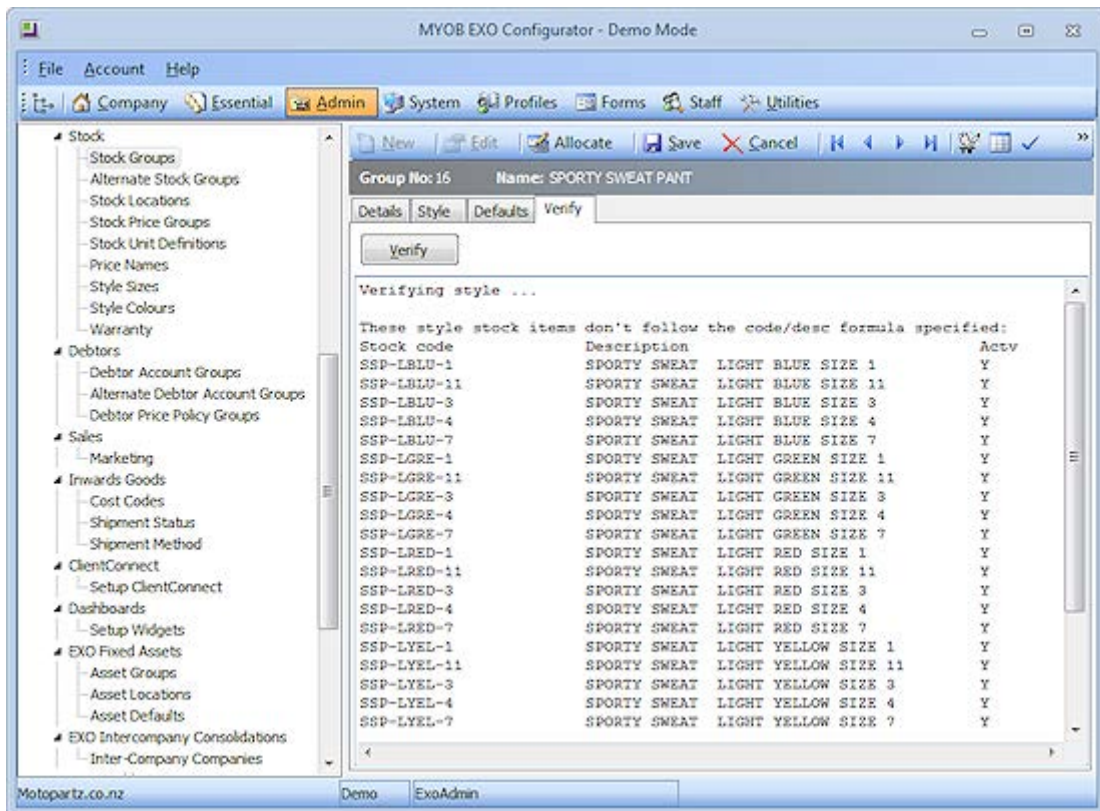 MYOB EXO Configurator - Demo Mode
File Account Help
Company Essential Admin System Profiles Forms Staff Utilities
Stock
Stock Groups
Alternate Stock Groups
Stock Locations
Stock Price Groups
Stock Unit Definitions
Price Names
Style Sizes
Style Colours
Warranty
Debtors
Debtor Account Groups
Alternate Debtor Account Groups
Debtor Price Policy Groups
Sales
Marketing
Inwards Goods
Cost Codes
Shipment Status
Shipment Method
ClientConnect
Setup ClientConnect
Dashboards
Setup Widgets
EXO Fixed Assets
Asset Groups
Asset Locations
Asset Defaults
EXO Intercompany Consolidations
Inter-Company Companies
New Edit Allocate Save Cancel
Group No: 16 Name: SPORTY SWEAT PANT
Details Style Defaults Verify
Verify
Verifying style ...
These style stock items don't follow the code/desc formula specified:
Stock code Description Actv
SSP-LBLU-1 SPORTY SWEAT LIGHT BLUE SIZE 1 Y
SSP-LBLU-11 SPORTY SWEAT LIGHT BLUE SIZE 11 Y
SSP-LBLU-3 SPORTY SWEAT LIGHT BLUE SIZE 3 Y
SSP-LBLU-4 SPORTY SWEAT LIGHT BLUE SIZE 4 Y
SSP-LBLU-7 SPORTY SWEAT LIGHT BLUE SIZE 7 Y
SSP-LGRE-1 SPORTY SWEAT LIGHT GREEN SIZE 1 Y
SSP-LGRE-11 SPORTY SWEAT LIGHT GREEN SIZE 11 Y
SSP-LGRE-3 SPORTY SWEAT LIGHT GREEN SIZE 3 Y
SSP-LGRE-4 SPORTY SWEAT LIGHT GREEN SIZE 4 Y
SSP-LGRE-7 SPORTY SWEAT LIGHT GREEN SIZE 7 Y
SSP-LRED-1 SPORTY SWEAT LIGHT RED SIZE 1 Y
SSP-LRED-11 SPORTY SWEAT LIGHT RED SIZE 11 Y
SSP-LRED-3 SPORTY SWEAT LIGHT RED SIZE 3 Y
SSP-LRED-4 SPORTY SWEAT LIGHT RED SIZE 4 Y
SSP-LRED-7 SPORTY SWEAT LIGHT RED SIZE 7 Y
SSP-LYEL-1 SPORTY SWEAT LIGHT YELLOW SIZE 1 Y
SSP-LYEL-11 SPORTY SWEAT LIGHT YELLOW SIZE 11 Y
SSP-LYEL-3 SPORTY SWEAT LIGHT YELLOW SIZE 3 Y
SSP-LYEL-4 SPORTY SWEAT LIGHT YELLOW SIZE 4 Y
SSP-LYEL-7 SPORTY SWEAT LIGHT YELLOW SIZE 7 Y
Motopartz.co.nz Demo ExoAdmin